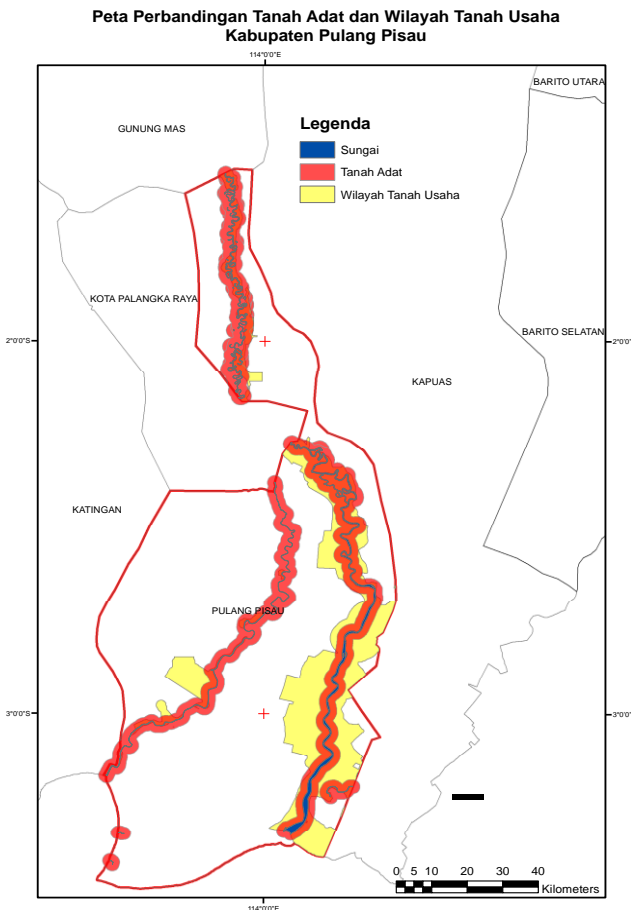 Peta Perbandingan Tanah Adat dan Wilayah Tanah Usaha
Kabupaten Pulang Pisau
114°0'0"E
BARITO UTARA
GUNUNG MAS
Legenda
Sungai
Tanah Adat
Wilayah Tanah Usaha
KOTA PALANGKA RAYA
2°0'0"S
2°0'0"S
BARITO SELATAN
KAPUAS
KATINGAN
PULANG PISAU
3°0'0"S
3°0'0"S
0 5 10 20 30 40
Kilometers
114°0'0"E